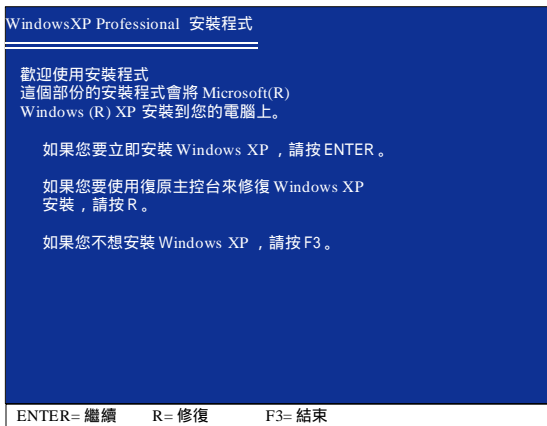 WindowsXP Professional 安裝程式
歡迎使用安裝程式
這個部份的安裝程式會將 Microsoft(R)
Windows (R) XP 安裝到您的電腦上。
如果您要立即安裝 Windows XP，請按 ENTER。
如果您要使用復原主控台來修復 Windows XP
安裝，請按 R。
如果您不想安裝 Windows XP，請按 F3。
ENTER= 繼續 R= 修復 F3= 結束